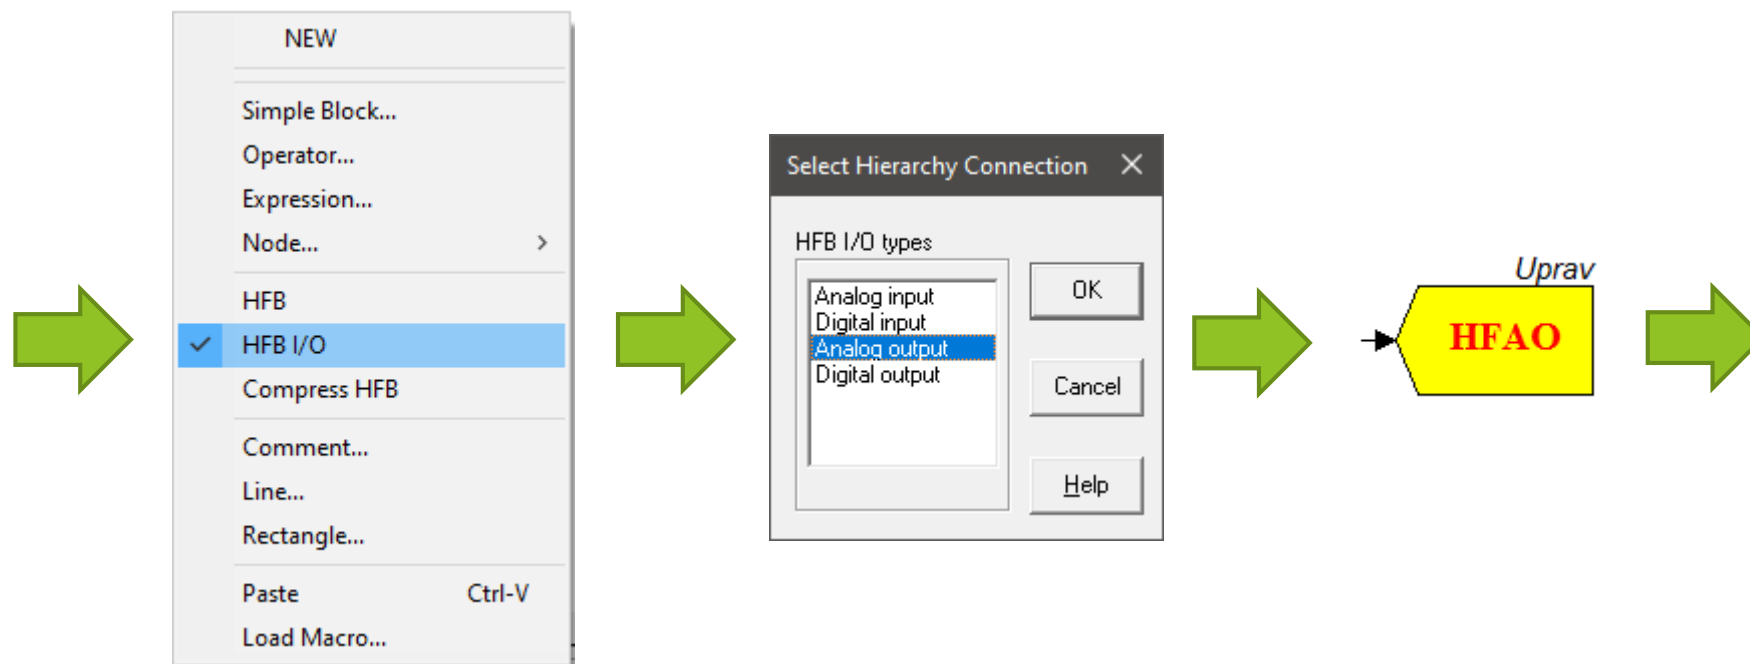 NEW
Simple Block...
Operator...
Expression...
Node...
HFB
HFB I/O
Compress HFB
Comment...
Line...
Rectangle...
Paste Ctrl-V
Load Macro...
Select Hierarchy Connection
HFB I/O types
Analog input
Digital input
Analog output
Digital output
OK
Cancel
Help
Uprav
HFAO